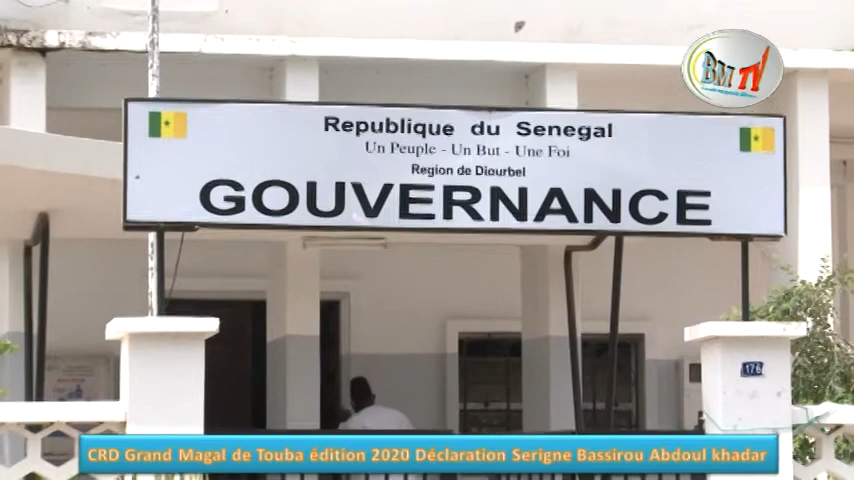 BM TV
Republique du Senegal
Un Peuple - Un But - Une Foi
Region de Diourbel
GOUVERNANCE
176
CRD Grand Magal de Touba édition 2020 Déclaration Serigne Bassirou Abdoul khadar